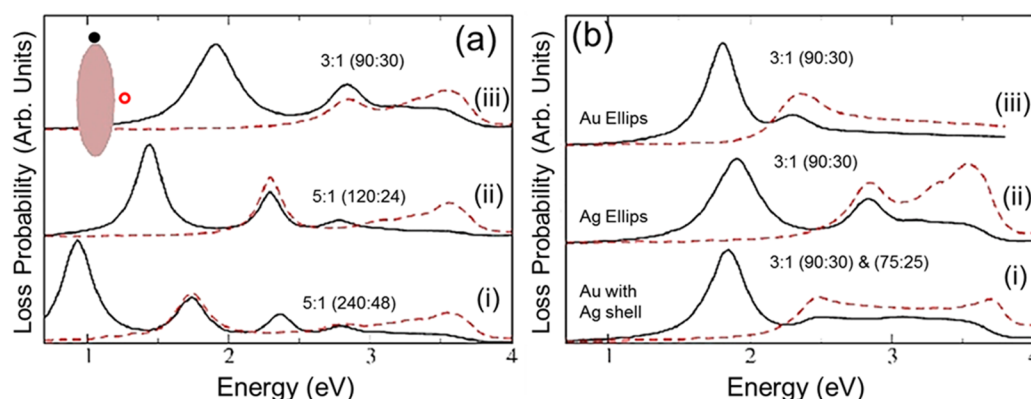 Loss Probability (Arb. Units)
(a)
3:1 (90:30)
(iii)
5:1 (120:24)
(ii)
5:1 (240:48)
(i)
1 2 3 4
Energy (eV)
Loss Probability (Arb. Units)
(b)
3:1 (90:30)
Au Ellips
(iii)
3:1 (90:30)
Ag Ellips
(ii)
3:1 (90:30) & (75:25)
Au with
Ag shell
(i)
1 2 3 4
Energy (eV)